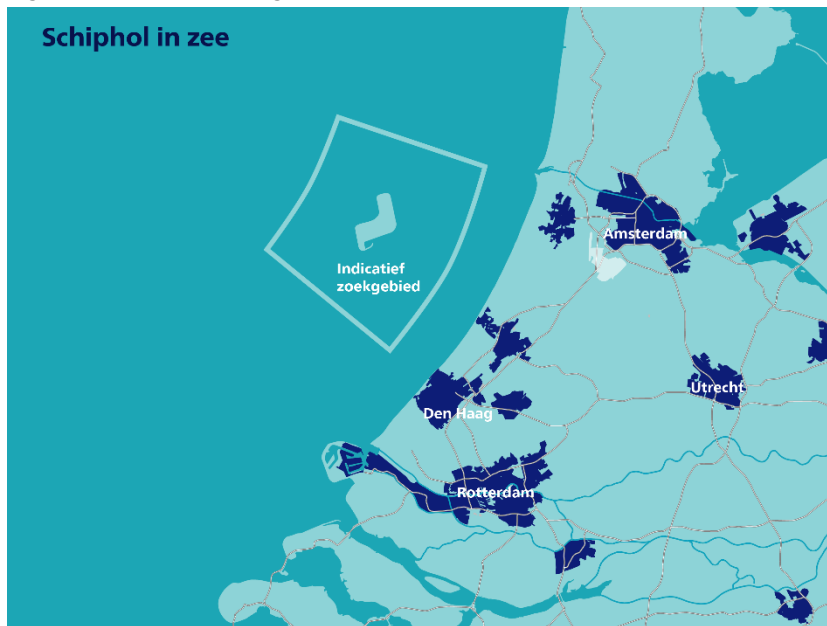 Schiphol in zee
Amsterdam
Indicatief
zoekgebied
Utrecht
Den Haag
Rotterdam